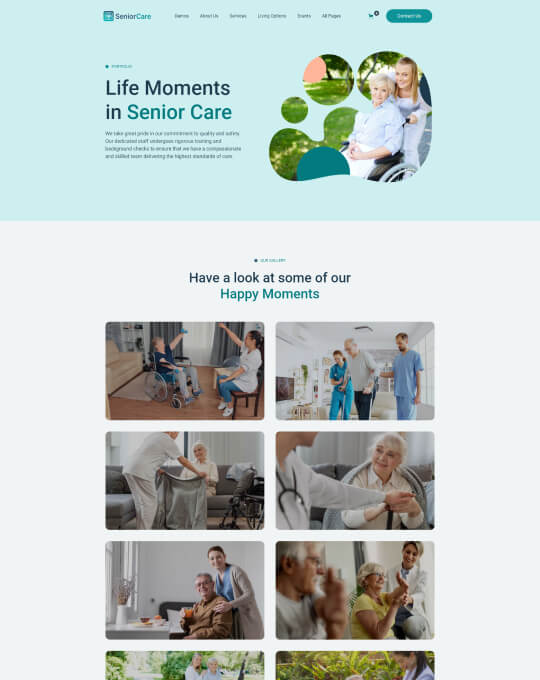 SeniorCare
Demos
About Us
Services
Living Options
Events
All Pages
0
Contact Us
PORTFOLIO
Life Moments
in Senior Care
We take great pride in our commitment to quality and safety.
Our dedicated staff undergoes rigorous training and
background checks to ensure that we have a compassionate
and skilled team delivering the highest standards of care.
OUR GALLERY
Have a look at some of our
Happy Moments